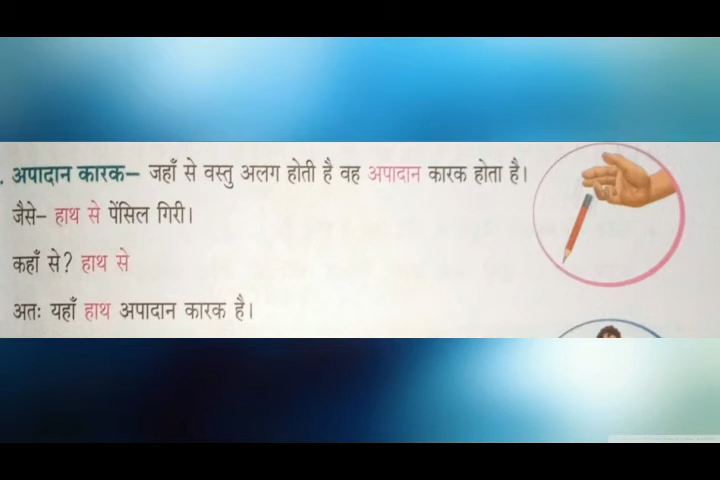 . अपादान कारक– जहाँ से वस्तु अलग होती है वह अपादान कारक होता है।
जैसे– हाथ से पेंसिल गिरी।
कहाँ से? हाथ से
अतः यहाँ हाथ अपादान कारक है।